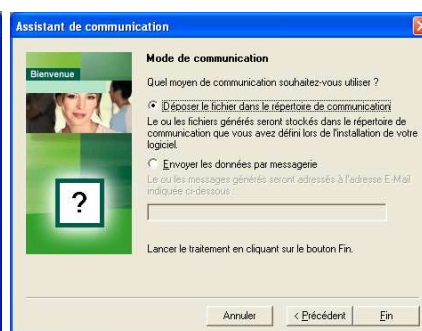 Assistant de communication
Bienvenue
?
Mode de communication
Quel moyen de communication souhaitez-vous utiliser ?
Déposer le fichier dans le répertoire de communication
Le ou les fichiers générés seront stockés dans le répertoire de
communication que vous avez défini lors de l'installation de votre
logiciel.
Envoyer les données par messagerie
Le ou les messages générés seront adressés à l'adresse E-Mail
indiquée ci-dessous :
Lancer le traitement en cliquant sur le bouton Fin.
Annuler
< Précédent
Fin